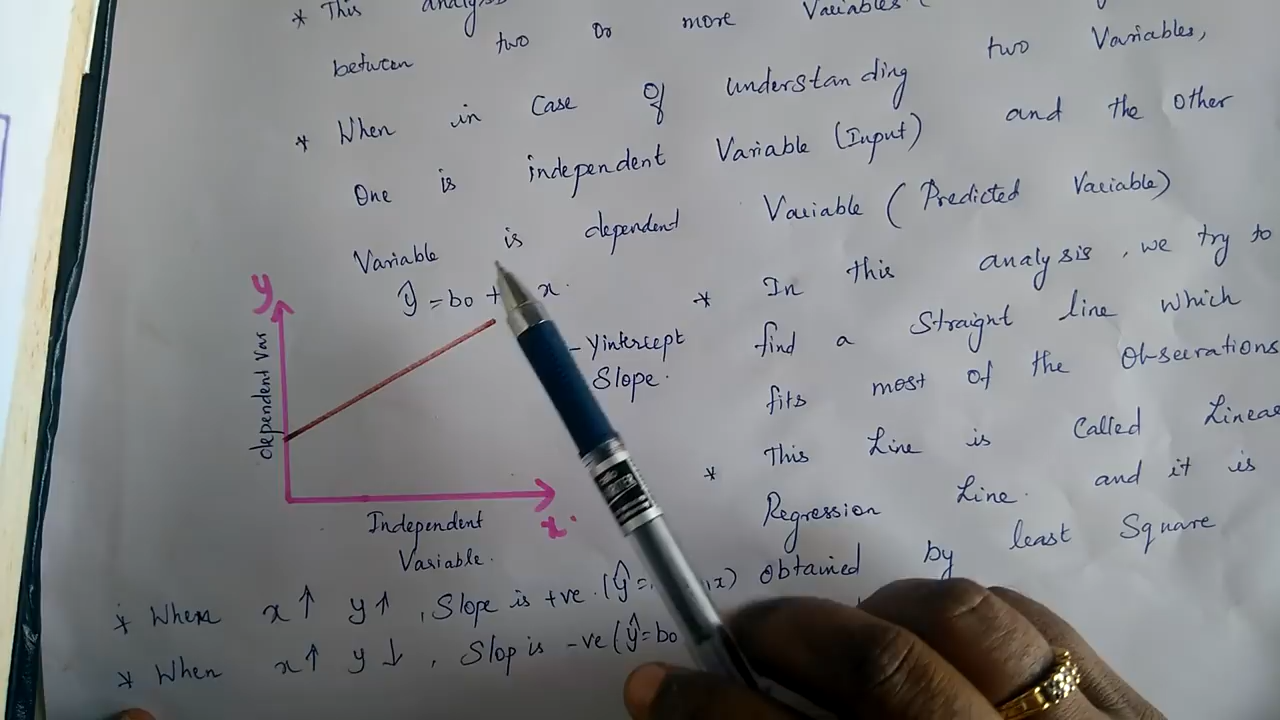 * This
between two or more Variables
* When in Case Of understanding two Variables,
One is independent Variable (Input) and the other
Variable is dependent Variable (Predicted Variable)
y
dependent Var
ŷ = b0 + x.
- Yintercept
Slope.
Independent
Variable.
x.
* In this analysis, we try to
find a Straignt line which
fits most of the Observations
* This Line is Called Linear
Regression Line. and it is
Obtained by least Square
* When x ↑ y ↑ , Slope is +ve. (ŷ =
* When x ↑ y ↓ , Slop is -ve (ŷ = b0